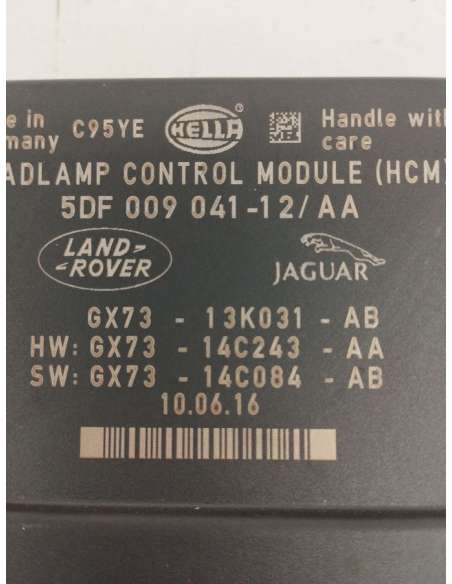 e in C95YE HELLA Handle with
many care
ADLAMP CONTROL MODULE (HCM)
5DF 009 041-12/AA
LAND-
-ROVER JAGUAR
GX73 - 13K031 - AB
HW: GX73 - 14C243 - AA
SW: GX73 - 14C084 - AB
10.06.16